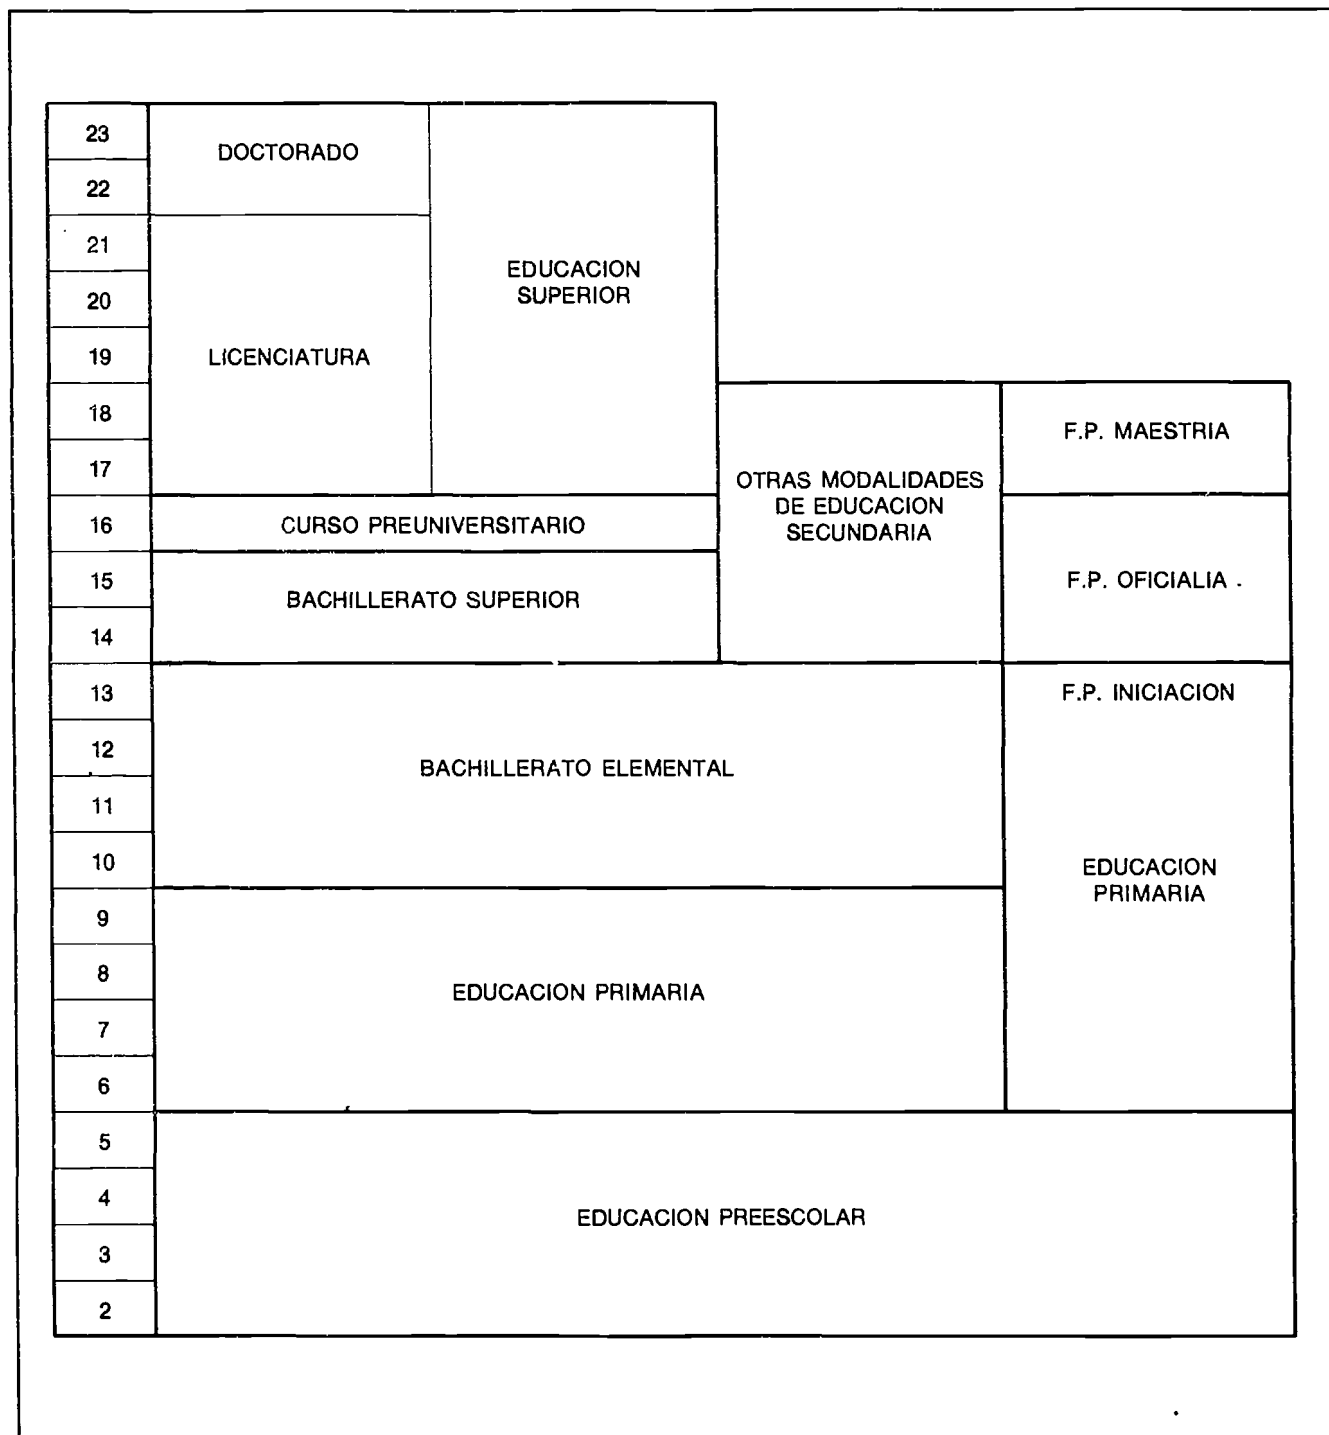 23
DOCTORADO
22
21
EDUCACION
SUPERIOR
20
19
LICENCIATURA
18
F.P. MAESTRIA
17
OTRAS MODALIDADES
DE EDUCACION
SECUNDARIA
16
CURSO PREUNIVERSITARIO
15
F.P. OFICIALIA
BACHILLERATO SUPERIOR
14
13
F.P. INICIACION
12
BACHILLERATO ELEMENTAL
11
10
EDUCACION
PRIMARIA
9
8
EDUCACION PRIMARIA
7
6
5
4
EDUCACION PREESCOLAR
3
2